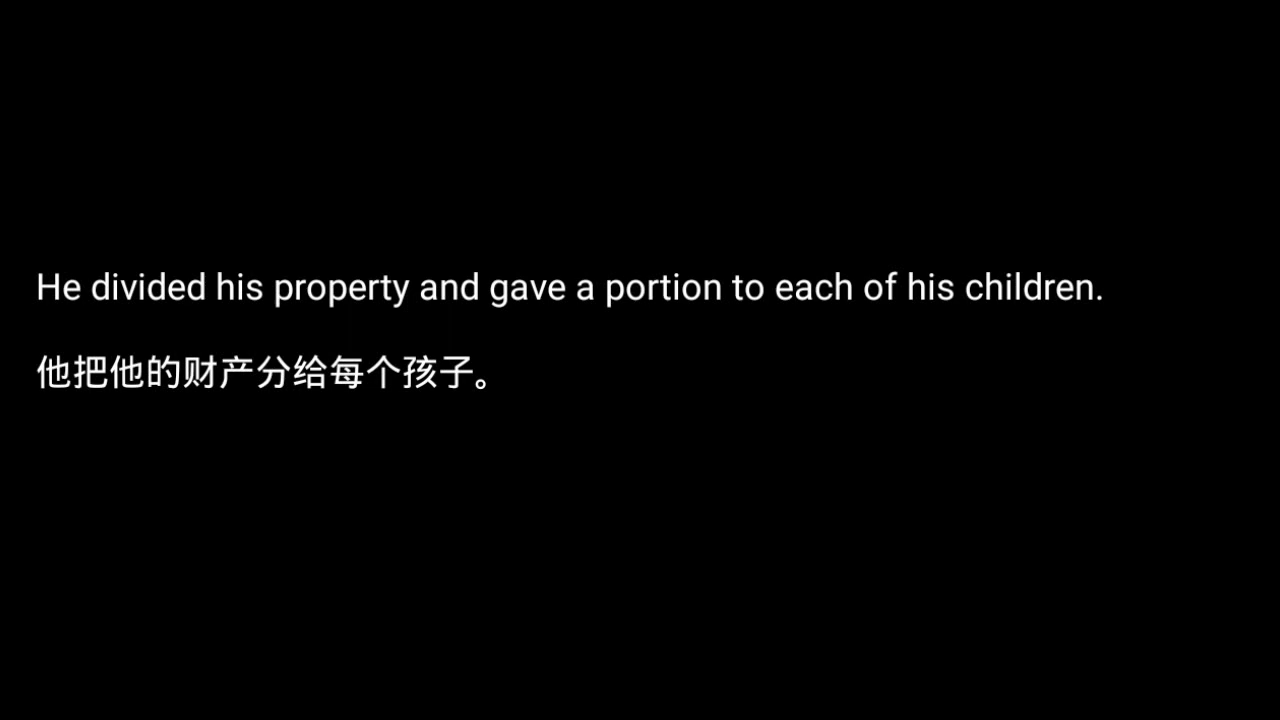 He divided his property and gave a portion to each of his children.
他把他的财产分给每个孩子。